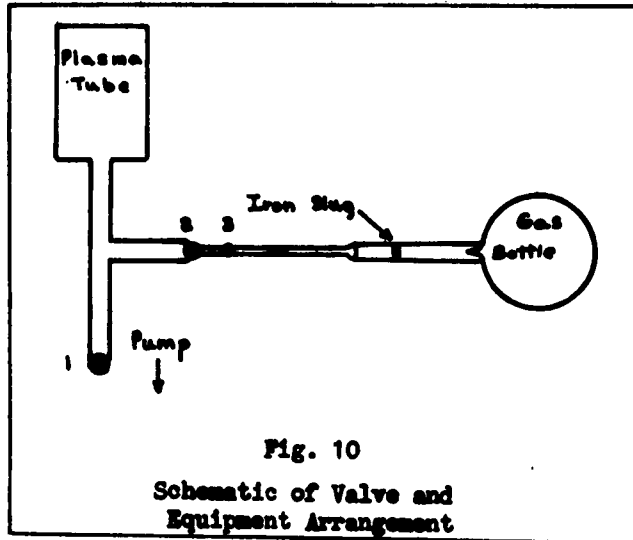 Plasma
Tube
Iron Slug
Gas
Bottle
2 3
1
Pump
Fig. 10
Schematic of Valve and
Equipment Arrangement